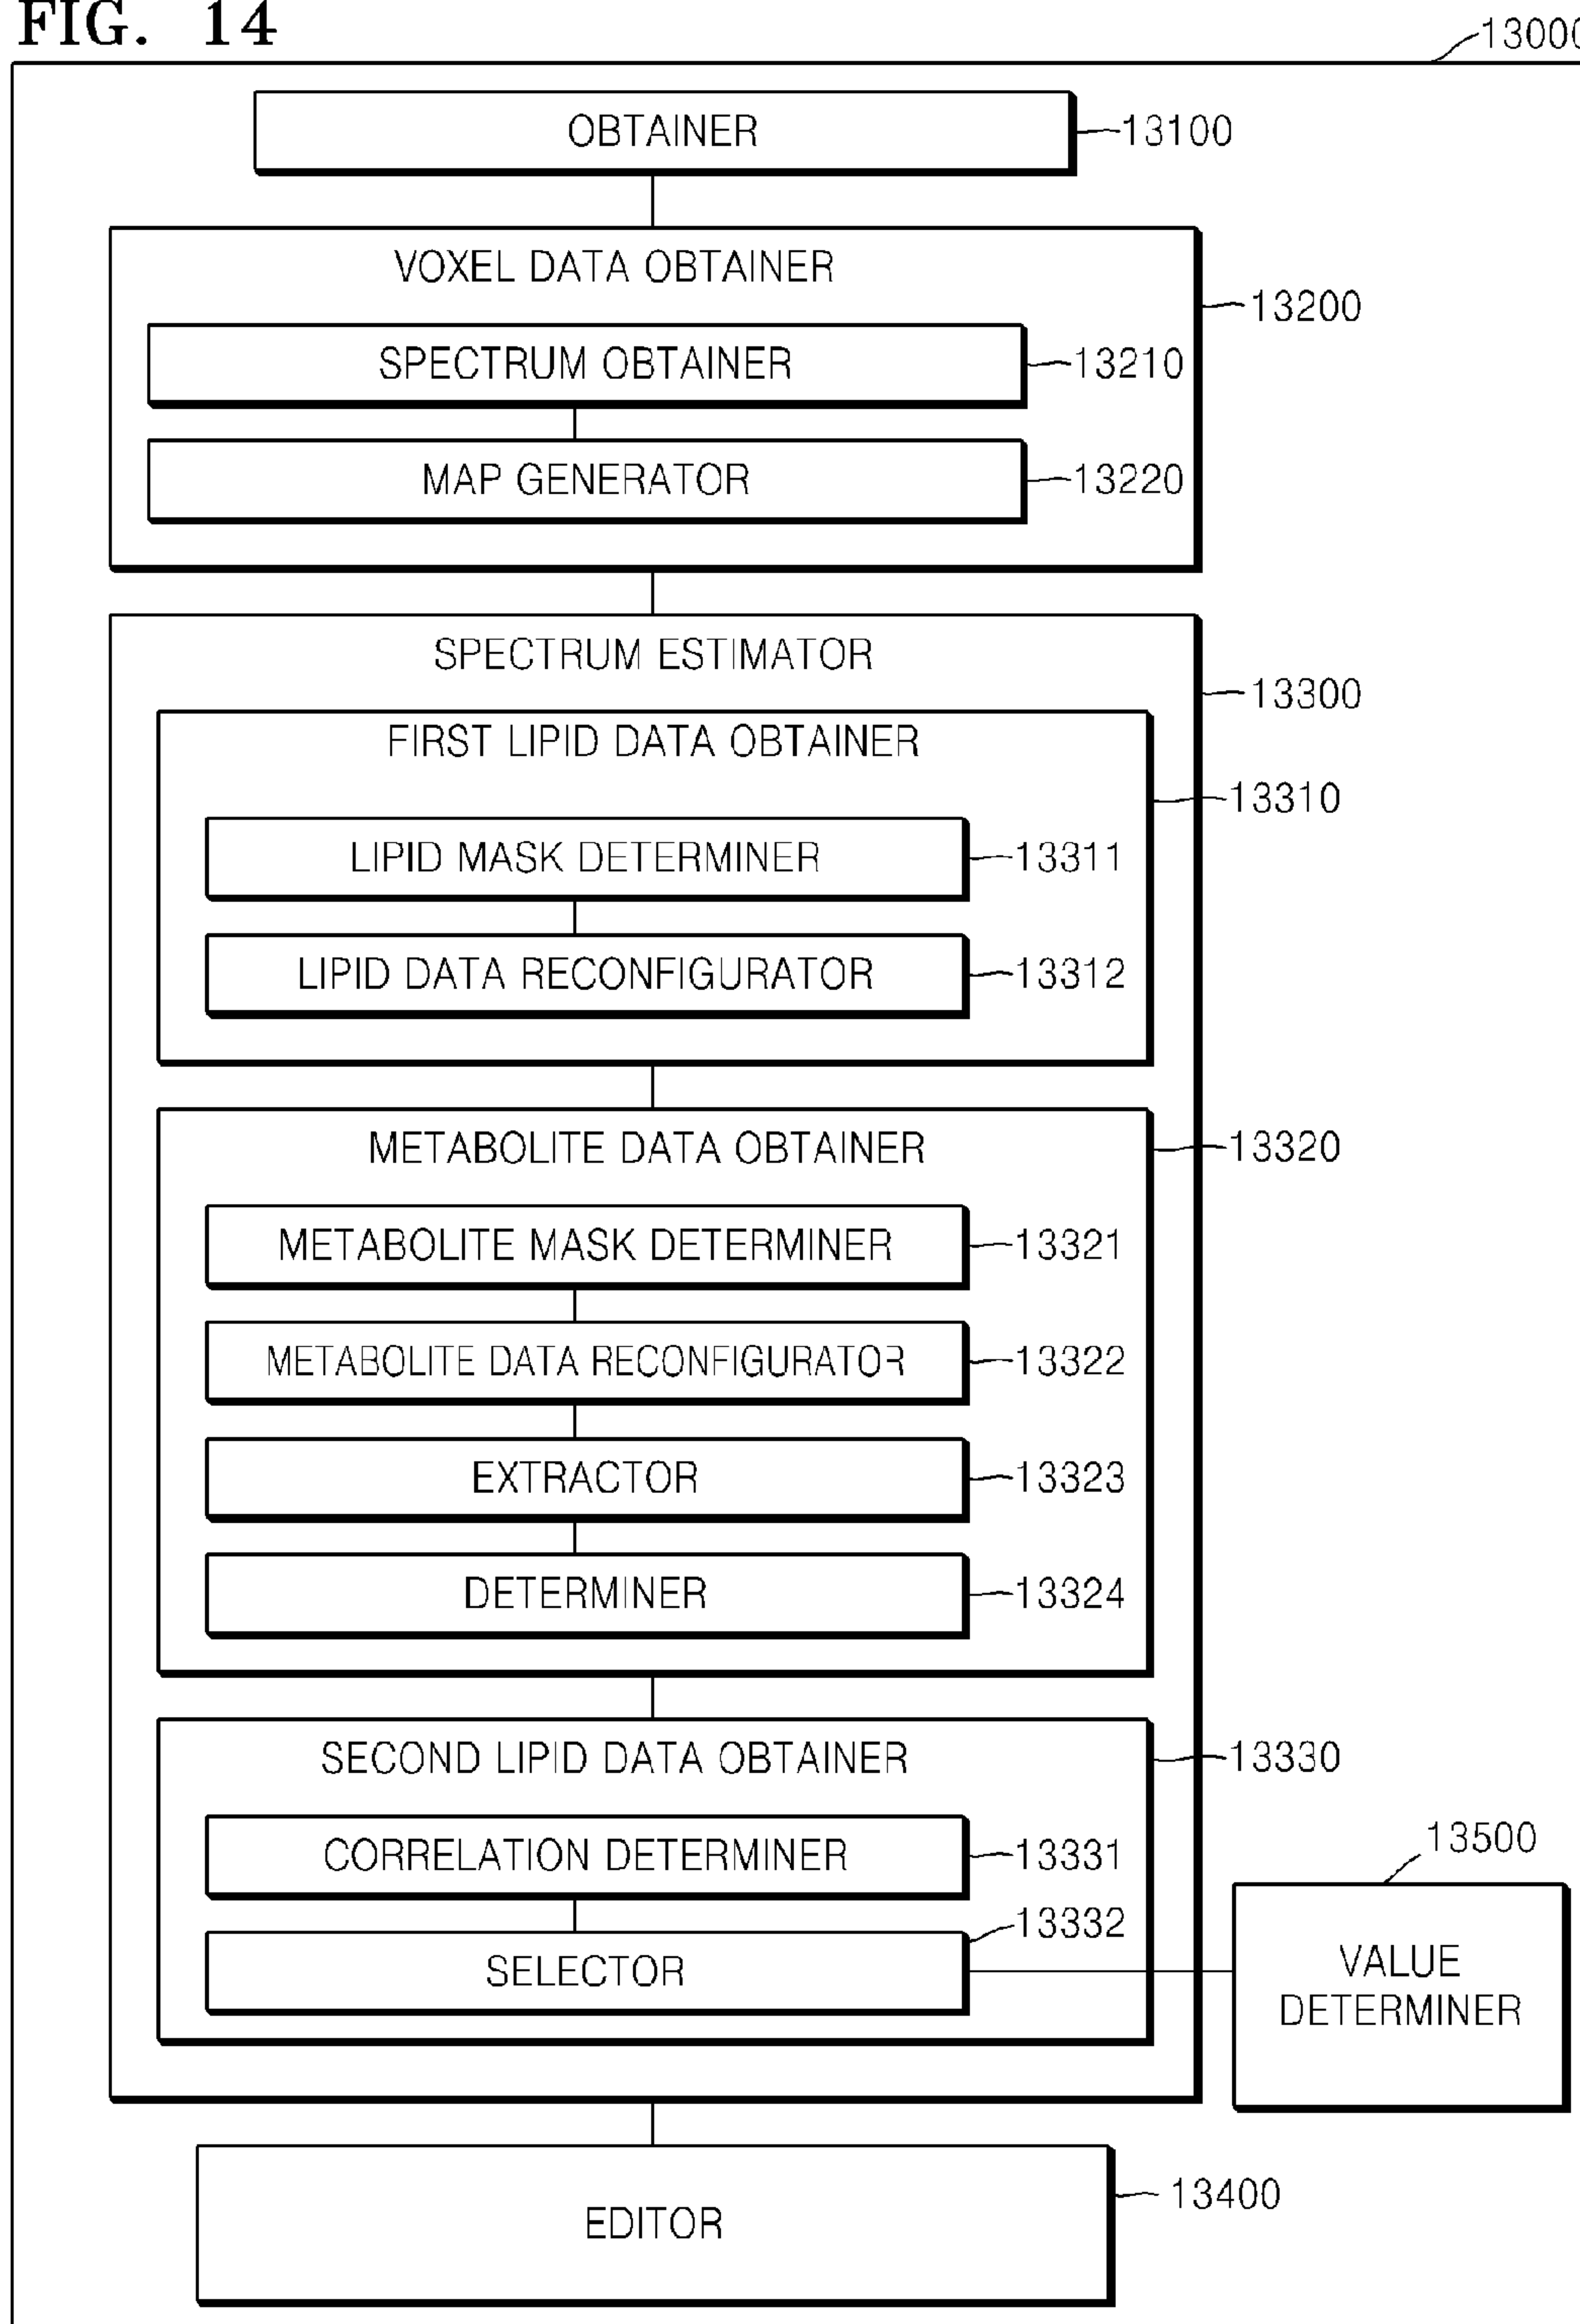 FIG. 14
13000
OBTAINER
13100
VOXEL DATA OBTAINER
13200
SPECTRUM OBTAINER
13210
MAP GENERATOR
13220
SPECTRUM ESTIMATOR
13300
FIRST LIPID DATA OBTAINER
13310
LIPID MASK DETERMINER
13311
LIPID DATA RECONFIGURATOR
13312
METABOLITE DATA OBTAINER
13320
METABOLITE MASK DETERMINER
13321
METABOLITE DATA RECONFIGURATOR
13322
EXTRACTOR
13323
DETERMINER
13324
SECOND LIPID DATA OBTAINER
13330
CORRELATION DETERMINER
13331
SELECTOR
13332
13500
VALUE
DETERMINER
EDITOR
13400